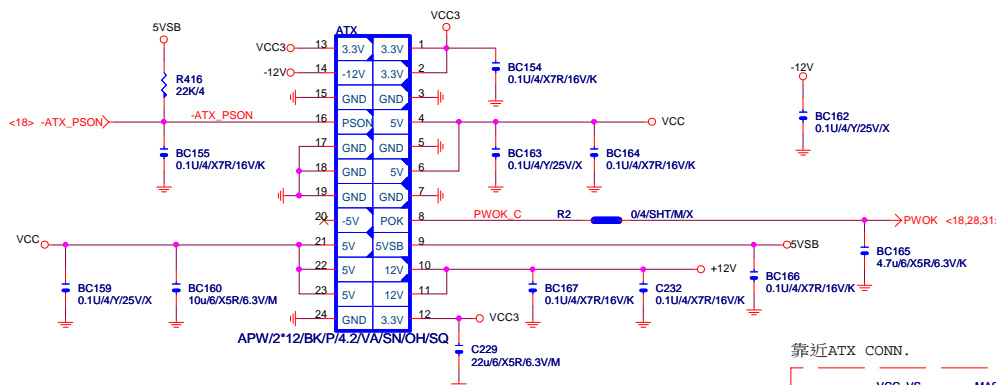 5VSB
ATX
VCC3
VCC3
13 3.3V 3.3V 1
-12V
14 -12V 3.3V 2
R416
22K/4
BC154
0.1U/4/X7R/16V/K
-12V
15 GND GND 3
<18> -ATX_PSON
-ATX_PSON
16 PSON 5V 4
VCC
BC162
0.1U/4/Y/25V/X
17 GND GND 5
BC155
0.1U/4/X7R/16V/K
BC163
0.1U/4/Y/25V/X
BC164
0.1U/4/X7R/16V/K
18 GND 5V 6
19 GND GND 7
20 -5V POK 8
PWOK_C
R2
0/4/SHT/M/X
PWOK <18,28,31>
VCC
21 5V 5VSB 9
5VSB
BC165
4.7u/6/X5R/6.3V/K
22 5V 12V 10
+12V
BC159
0.1U/4/Y/25V/X
BC160
10u/6/X5R/6.3V/M
23 5V 12V 11
BC167
0.1U/4/X7R/16V/K
C232
0.1U/4/X7R/16V/K
BC166
0.1U/4/X7R/16V/K
24 GND 3.3V 12
VCC3
APW/2*12/BK/P/4.2/VA/SN/OH/SQ
C229
22u/6/X5R/6.3V/M
靠近ATX CONN.